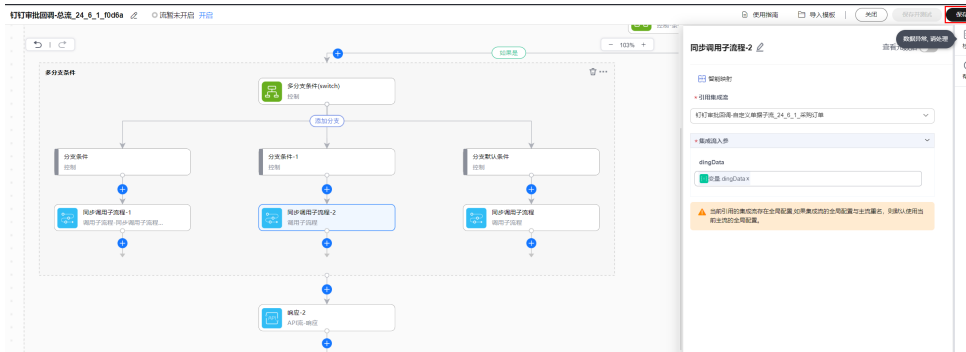 钉钉审批回调-总流_24_6_1_f0d6a
流暂未开启 开启
使用指南
导入模板
关闭
保存并测试
103%
如果是
数据异常, 请处理
同步调用子流程-2
多分支条件
多分支条件(switch)
控制
添加分支
分支条件
控制
分支条件-1
控制
分支默认条件
控制
同步调用子流程-1
调用子流程-同步调用子流程...
同步调用子流程-2
调用子流程
同步调用子流程
调用子流程
响应-2
API流-响应
智能映射
* 引用集成流
钉钉审批回调-自定义单据子流_24_6_1_采购订单
* 集成流入参
dingData
变量.dingData×
当前引用的集成流存在全局配置,如果集成流的全局配置与主流重名，则默认使用当
前主流的全局配置。